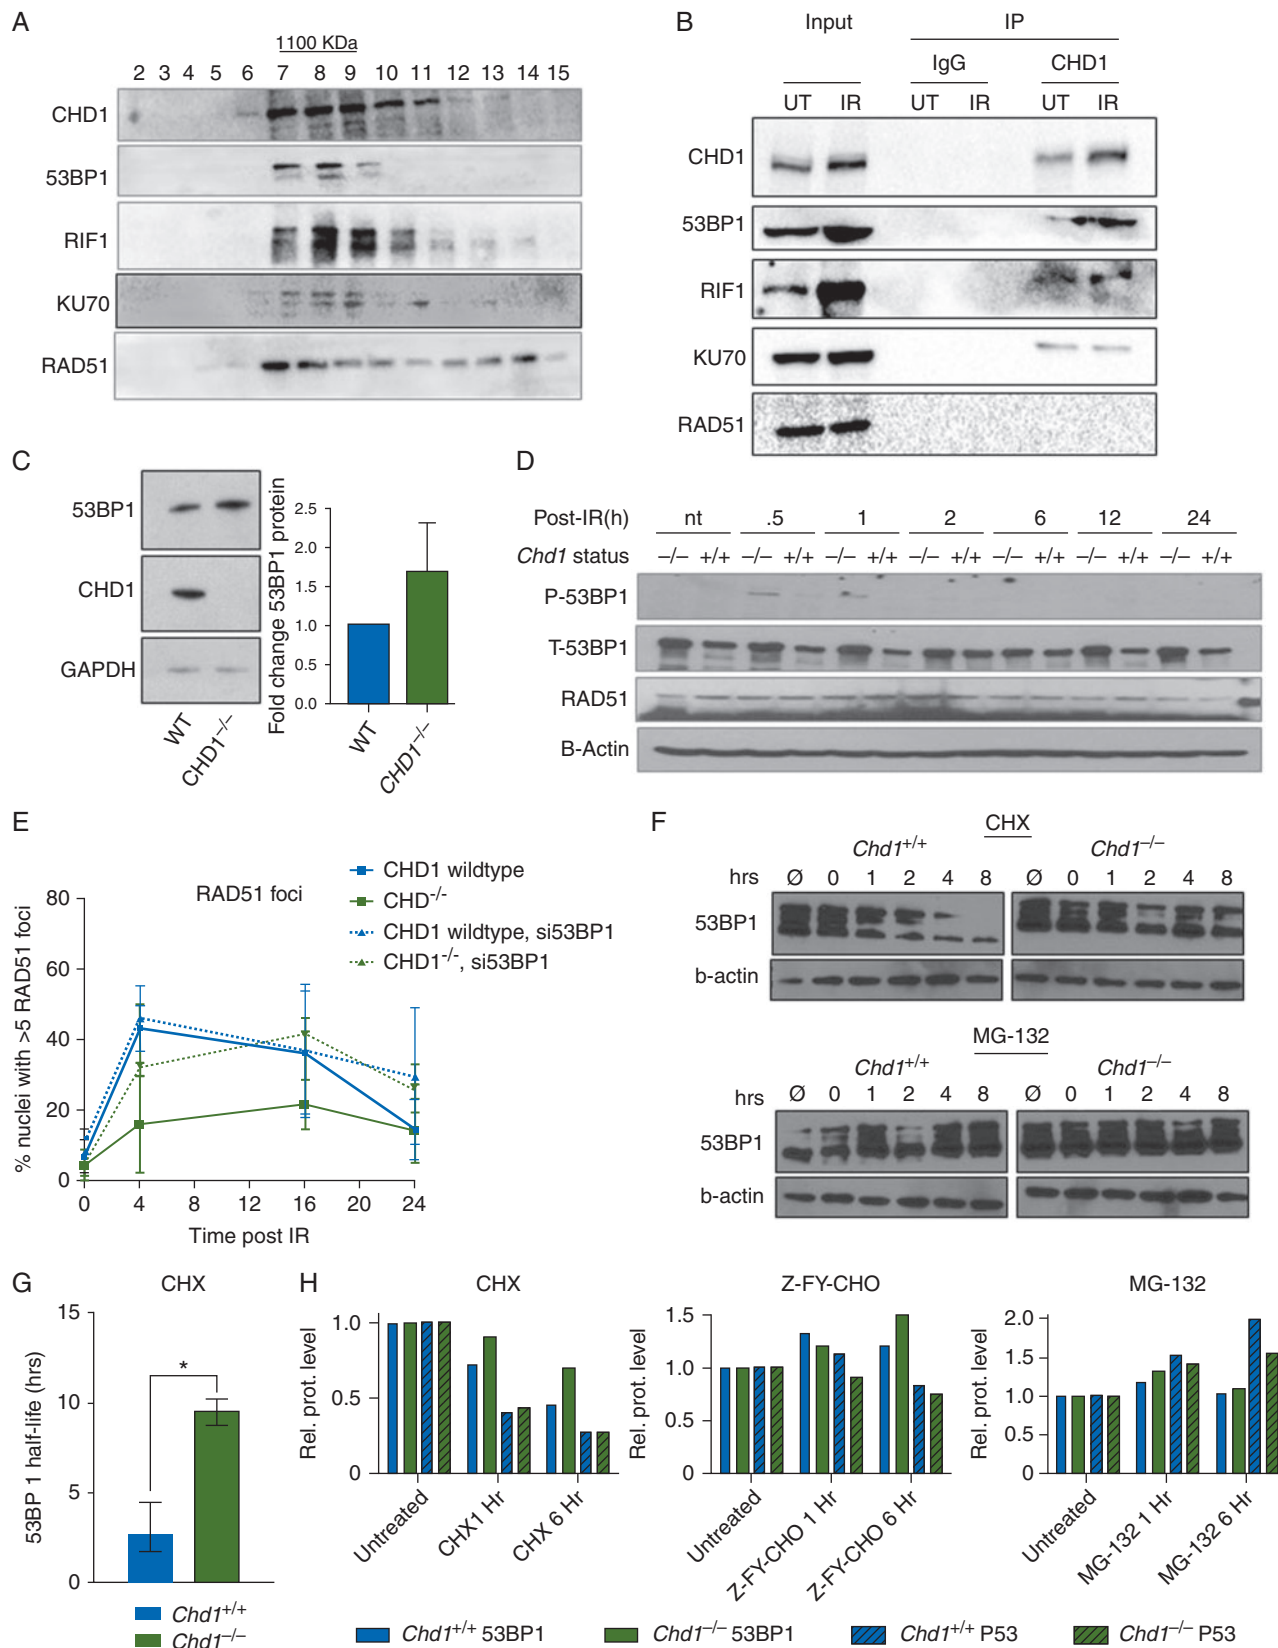 A
1100 KDa
2 3 4 5 6 7 8 9 10 11 12 13 14 15
CHD1
53BP1
RIF1
KU70
RAD51
B
Input IP
IgG CHD1
UT IR UT IR UT IR
CHD1
53BP1
RIF1
KU70
RAD51
C
53BP1
CHD1
GAPDH
WT
CHD1–/–
Fold change 53BP1 protein
2.5
2.0
1.5
1.0
0.5
0.0
WT
CHD1–/–
D
Post-IR(h) nt .5 1 2 6 12 24
Chd1 status –/– +/+ –/– +/+ –/– +/+ –/– +/+ –/– +/+ –/– +/+ –/– +/+
P-53BP1
T-53BP1
RAD51
B-Actin
E
RAD51 foci
CHD1 wildtype
CHD-/-
CHD1 wildtype, si53BP1
CHD1-/-, si53BP1
% nuclei with >5 RAD51 foci
80
60
40
20
0
0 4 8 12 16 20 24
Time post IR
F
CHX
Chd1+/+ Chd1–/–
hrs Ø 0 1 2 4 8 Ø 0 1 2 4 8
53BP1
b-actin
MG-132
Chd1+/+ Chd1–/–
hrs Ø 0 1 2 4 8 Ø 0 1 2 4 8
53BP1
b-actin
G
CHX
53BP 1 half-life (hrs)
15
10
5
0
*
Chd1+/+
Chd1–/–
H
CHX
Rel. prot. level
1.0
0.5
0
Untreated
CHX1 Hr
CHX 6 Hr
Z-FY-CHO
Rel. prot. level
1.5
1.0
0.5
0
Untreated
Z-FY-CHO 1 Hr
Z-FY-CHO 6 Hr
MG-132
Rel. prot. level
2.0
1.5
1.0
0.5
0
Untreated
MG-132 1 Hr
MG-132 6 Hr
Chd1+/+ 53BP1 Chd1–/– 53BP1 Chd1+/+ P53 Chd1–/– P53